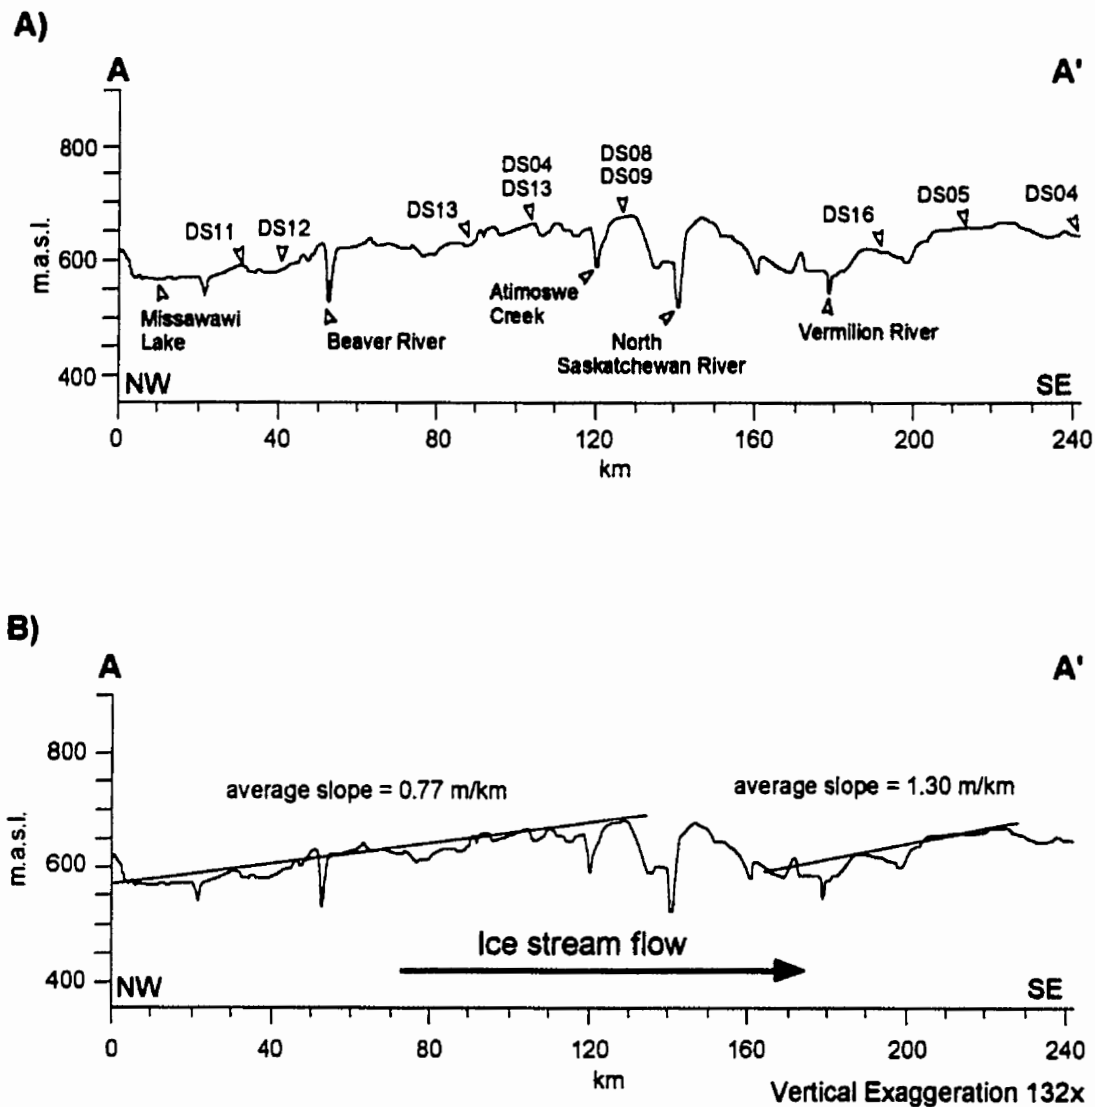 A)
A A'
800
600
400
m.a.s.l.
DS11
DS12
DS13
DS04
DS13
DS08
DS09
DS16
DS05
DS04
Missawawi
Lake
Beaver River
Atimoswe
Creek
North
Saskatchewan River
Vermilion River
NW SE
0 40 80 120 160 200 240
km
B)
A A'
800
600
400
m.a.s.l.
average slope = 0.77 m/km
average slope = 1.30 m/km
Ice stream flow
NW SE
0 40 80 120 160 200 240
km
Vertical Exaggeration 132x